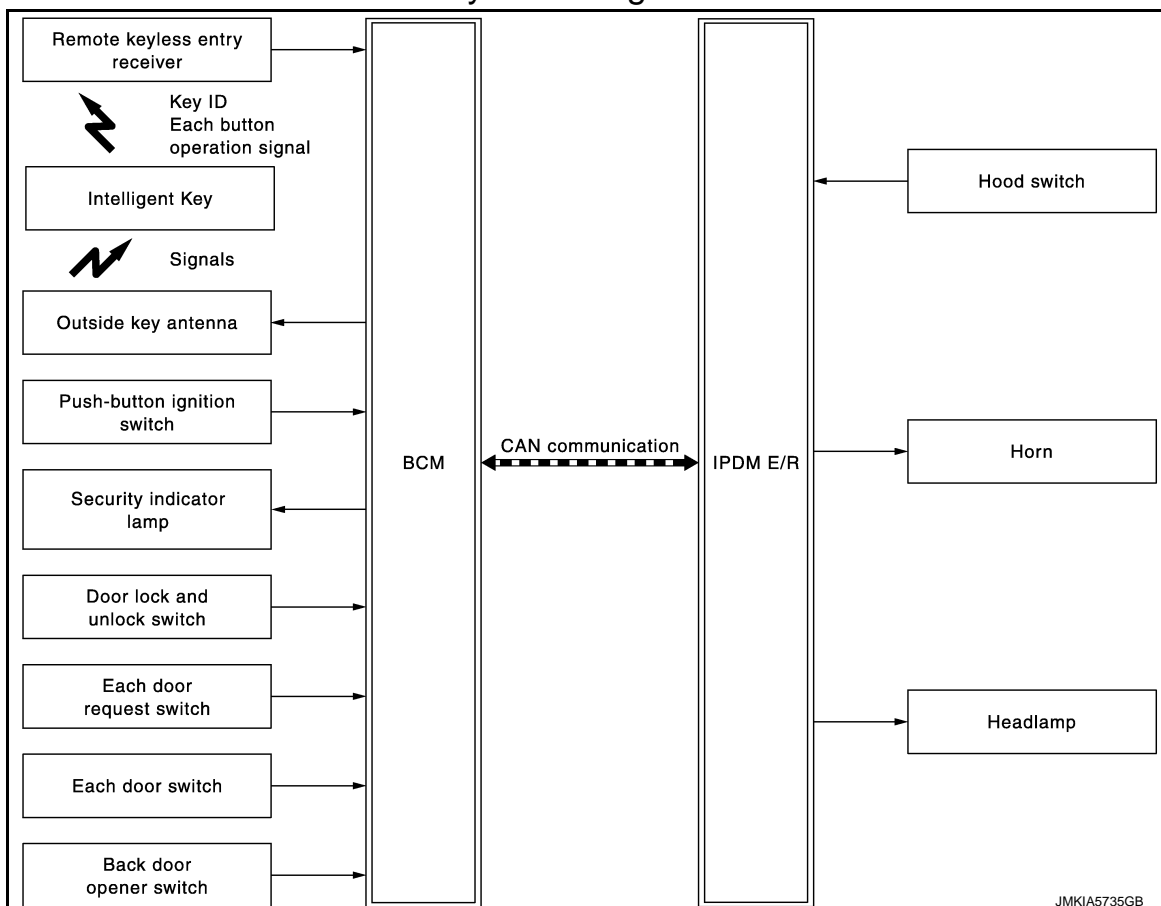 Remote keyless entry
receiver
Key ID
Each button
operation signal
Intelligent Key
Signals
Outside key antenna
Push-button ignition
switch
Security indicator
lamp
Door lock and
unlock switch
Each door
request switch
Each door switch
Back door
opener switch
BCM
CAN communication
IPDM E/R
Hood switch
Horn
Headlamp
JMKIA5735GB